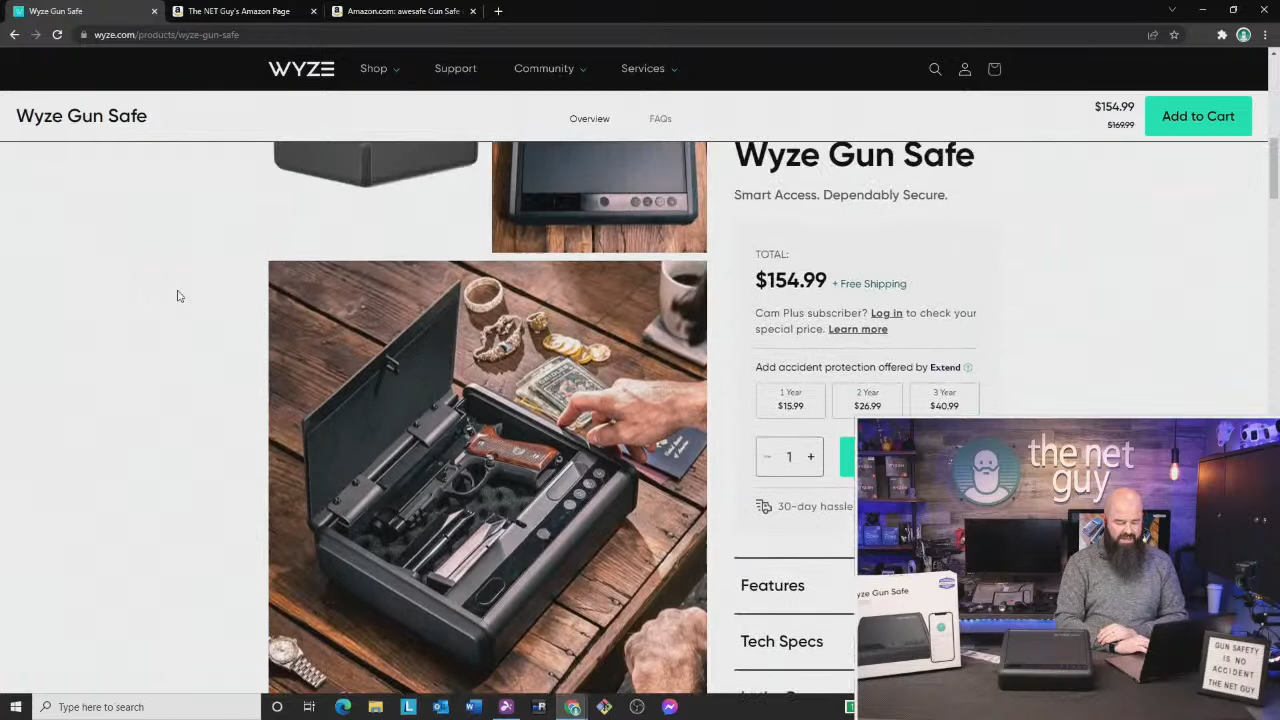 Wyze Gun Safe
The NET Guy's Amazon Page
Amazon.com: awesafe Gun Safe
wyze.com/products/wyze-gun-safe
WYZE
Shop
Support
Community
Services
Wyze Gun Safe
Overview
FAQs
$154.99
$169.99
Add to Cart
Wyze Gun Safe
Smart Access. Dependably Secure.
TOTAL:
$154.99 + Free Shipping
Cam Plus subscriber? Log in to check your
special price. Learn more
Add accident protection offered by Extend
1 Year
$15.99
2 Year
$26.99
3 Year
$40.99
1
30-day hassle
Features
Tech Specs
the net
guy
yze Gun Safe
GUN SAFETY
IS NO
ACCIDENT
THE NET GUY
Type here to search